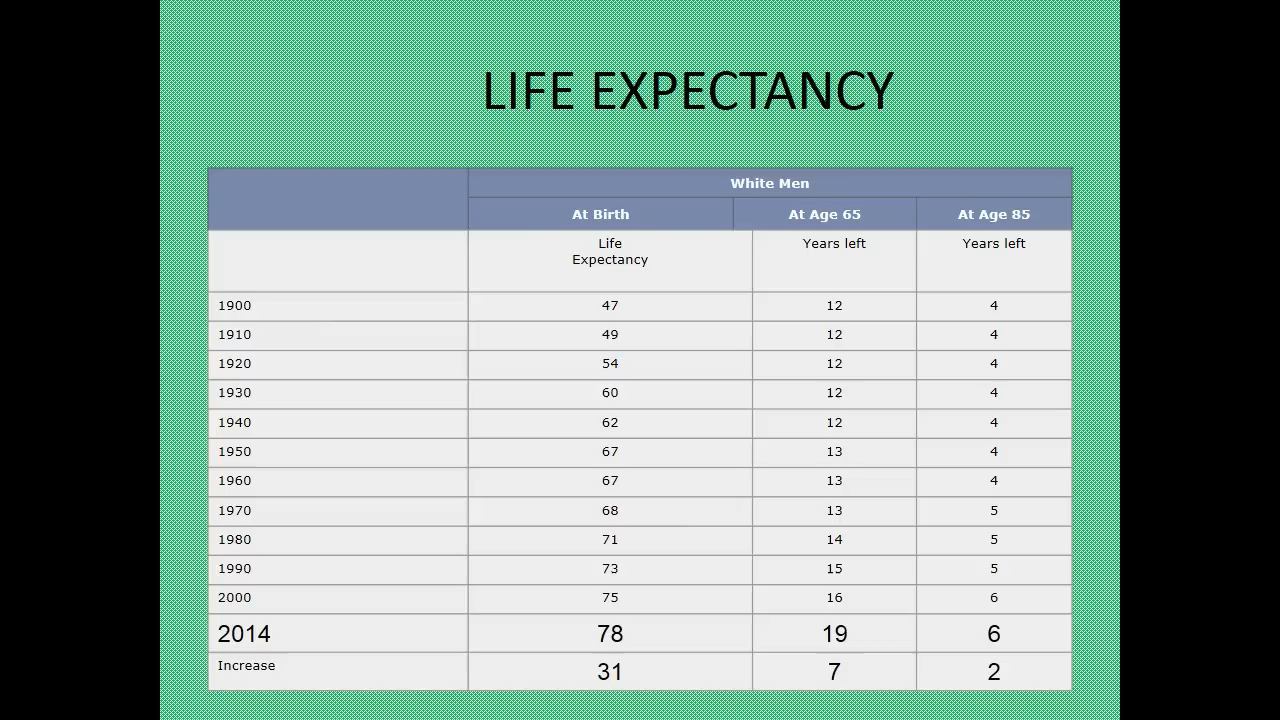 LIFE EXPECTANCY
White Men
At Birth At Age 65 At Age 85
Life Years left Years left
Expectancy
1900 47 12 4
1910 49 12 4
1920 54 12 4
1930 60 12 4
1940 62 12 4
1950 67 13 4
1960 67 13 4
1970 68 13 5
1980 71 14 5
1990 73 15 5
2000 75 16 6
2014 78 19 6
Increase 31 7 2